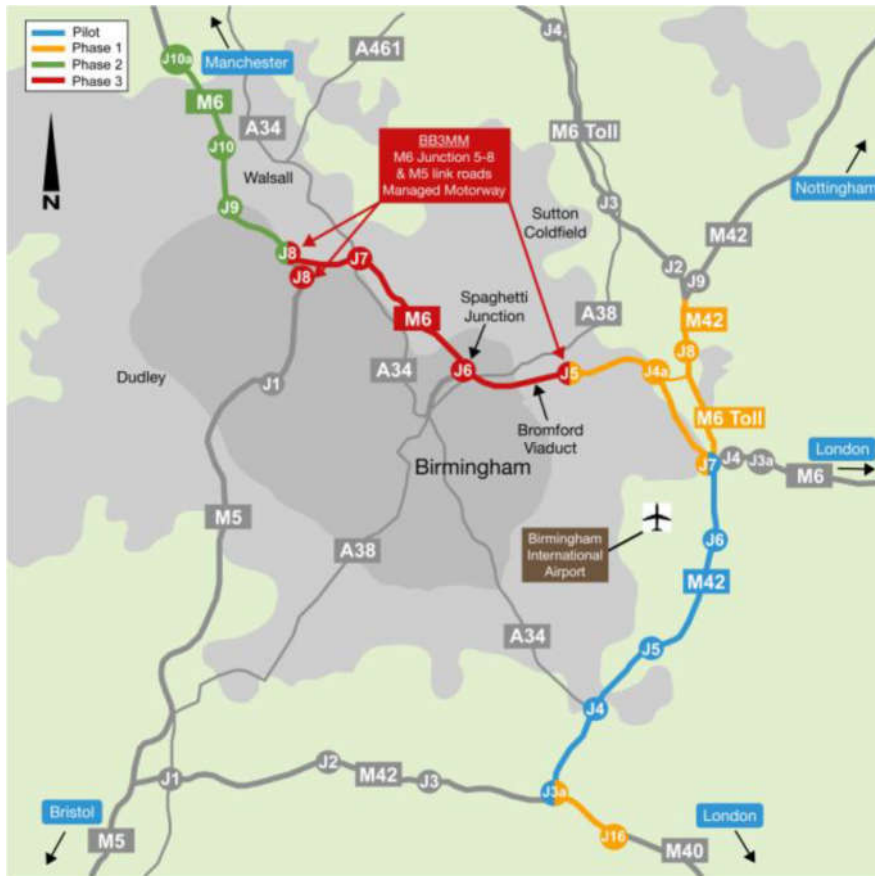 Pilot
Phase 1
Phase 2
Phase 3
J10a
Manchester
A461
J4
M6
A34
M6 Toll
J10
Walsall
BB3MM
M6 Junction 5-8
& M5 link roads
Managed Motorway
N
J9
J3
Nottingham
Sutton
Coldfield
M42
J8
J7
J2
J9
J8
Spaghetti
Junction
M6
A38
M42
J8
Dudley
J1
A34
J6
J5
J4a
Bromford
Viaduct
M6 Toll
Birmingham
J7
J4
J3a
London
M6
M5
A38
Birmingham
International
Airport
J6
M42
A34
J5
J4
J1
J2
M42
J3
J3a
Bristol
M5
J16
M40
London